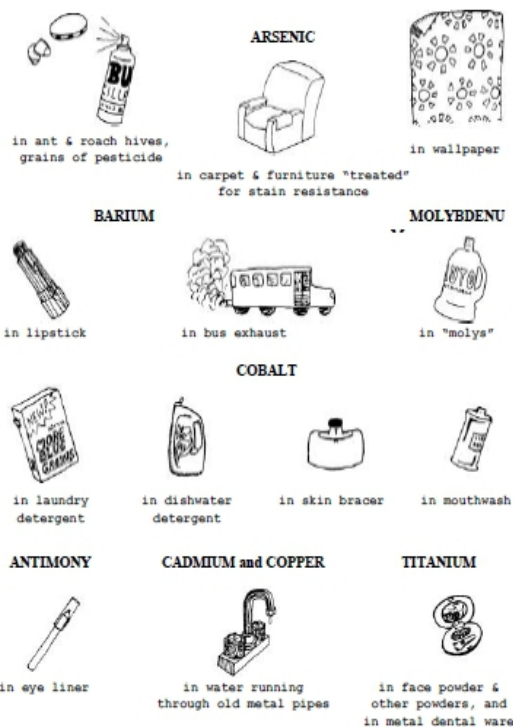 ARSENIC
BU
in ant & roach hives,
grains of pesticide
in carpet & furniture "treated"
for stain resistance
in wallpaper
BARIUM
MOLYBDENU
in lipstick
in bus exhaust
in "molys"
COBALT
in laundry
detergent
in dishwater
detergent
in skin bracer
in mouthwash
ANTIMONY
CADMIUM and COPPER
TITANIUM
in eye liner
in water running
through old metal pipes
in face powder &
other powders, and
in metal dental ware